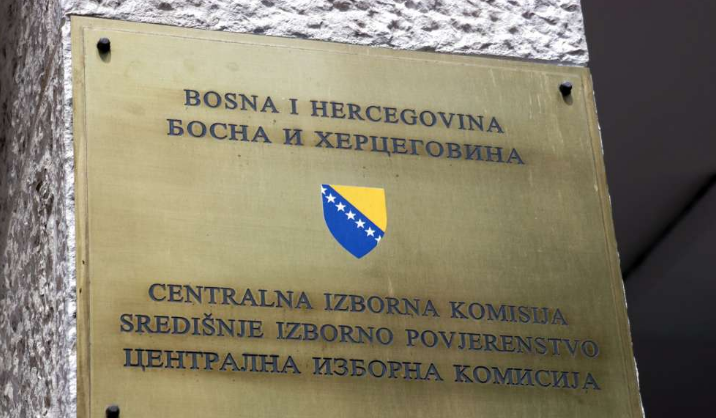 BOSNA I HERCEGOVINA
БОСНА И ХЕРЦЕГОВИНА
CENTRALNA IZBORNA KOMISIJA
SREDIŠNJE IZBORNO POVJERENSTVO
ЦЕНТРАЛНА ИЗБОРНА КОМИСИЈА